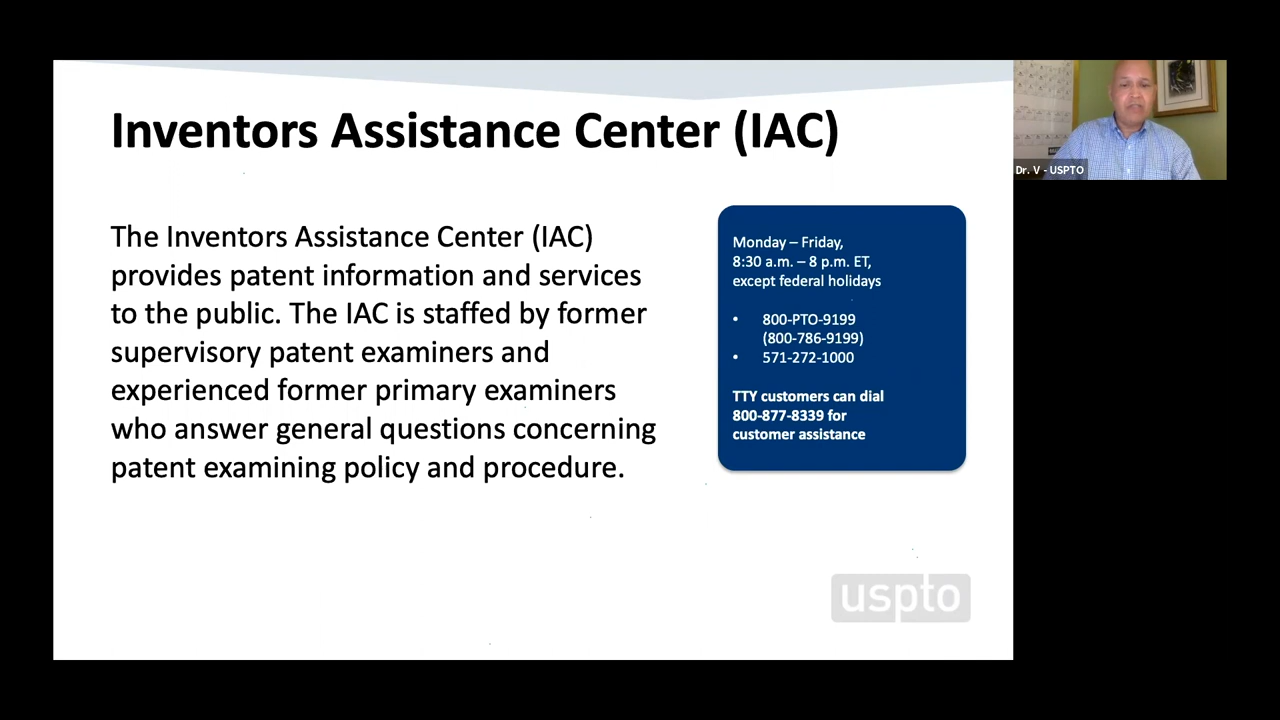 Inventors Assistance Center (IAC)
The Inventors Assistance Center (IAC)
provides patent information and services
to the public. The IAC is staffed by former
supervisory patent examiners and
experienced former primary examiners
who answer general questions concerning
patent examining policy and procedure.
Monday – Friday,
8:30 a.m. – 8 p.m. ET,
except federal holidays
• 800-PTO-9199
(800-786-9199)
• 571-272-1000
TTY customers can dial
800-877-8339 for
customer assistance
uspto
Dr. V - USPTO